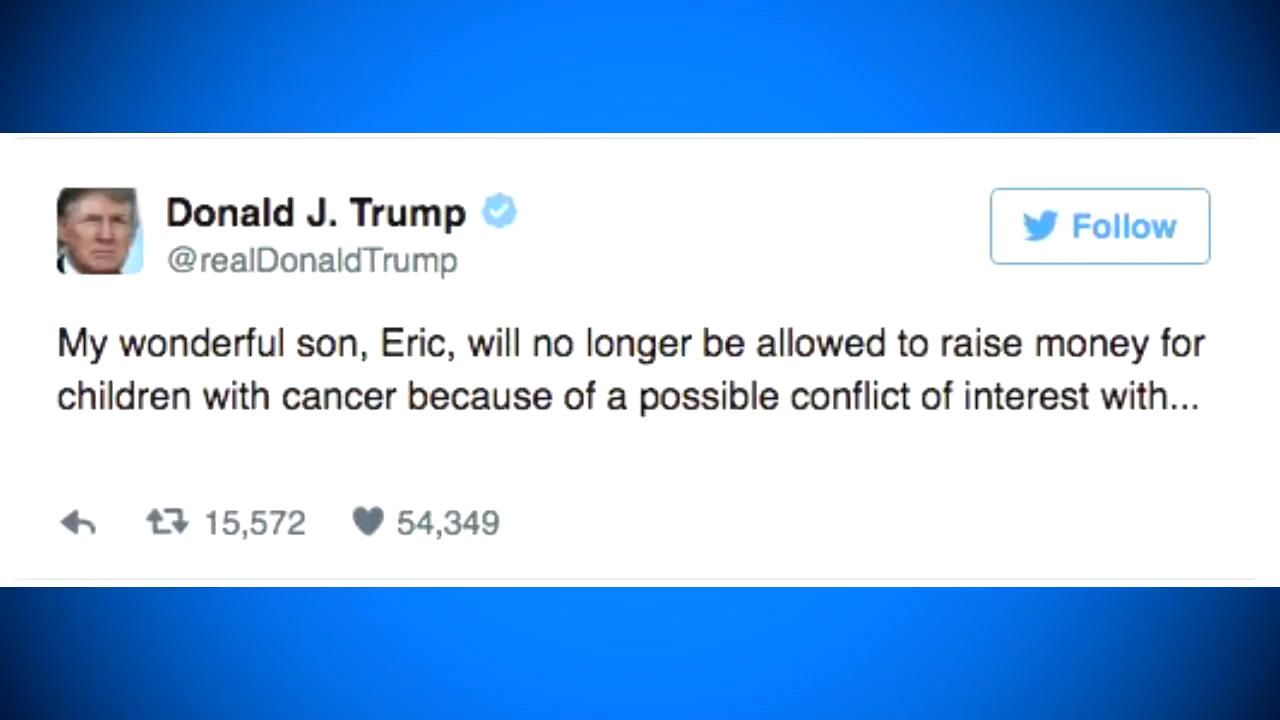 Donald J. Trump
@realDonaldTrump
Follow
My wonderful son, Eric, will no longer be allowed to raise money for
children with cancer because of a possible conflict of interest with...
15,572 54,349